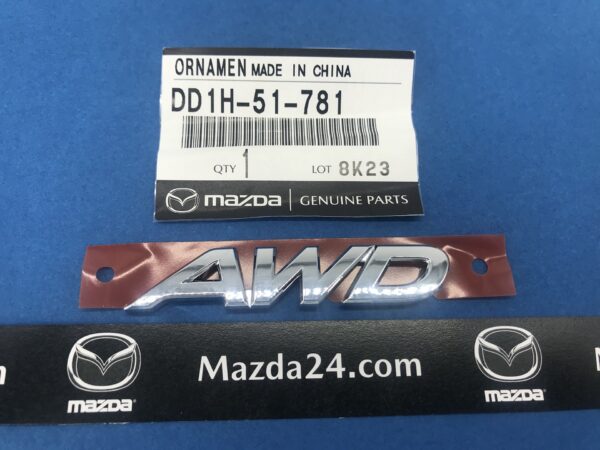 ORNAMEN MADE IN CHINA
DD1H-51-781
QTY 1 LOT 8K23
mazda GENUINE PARTS
AWD
Mazda24.com
mazda
mazda